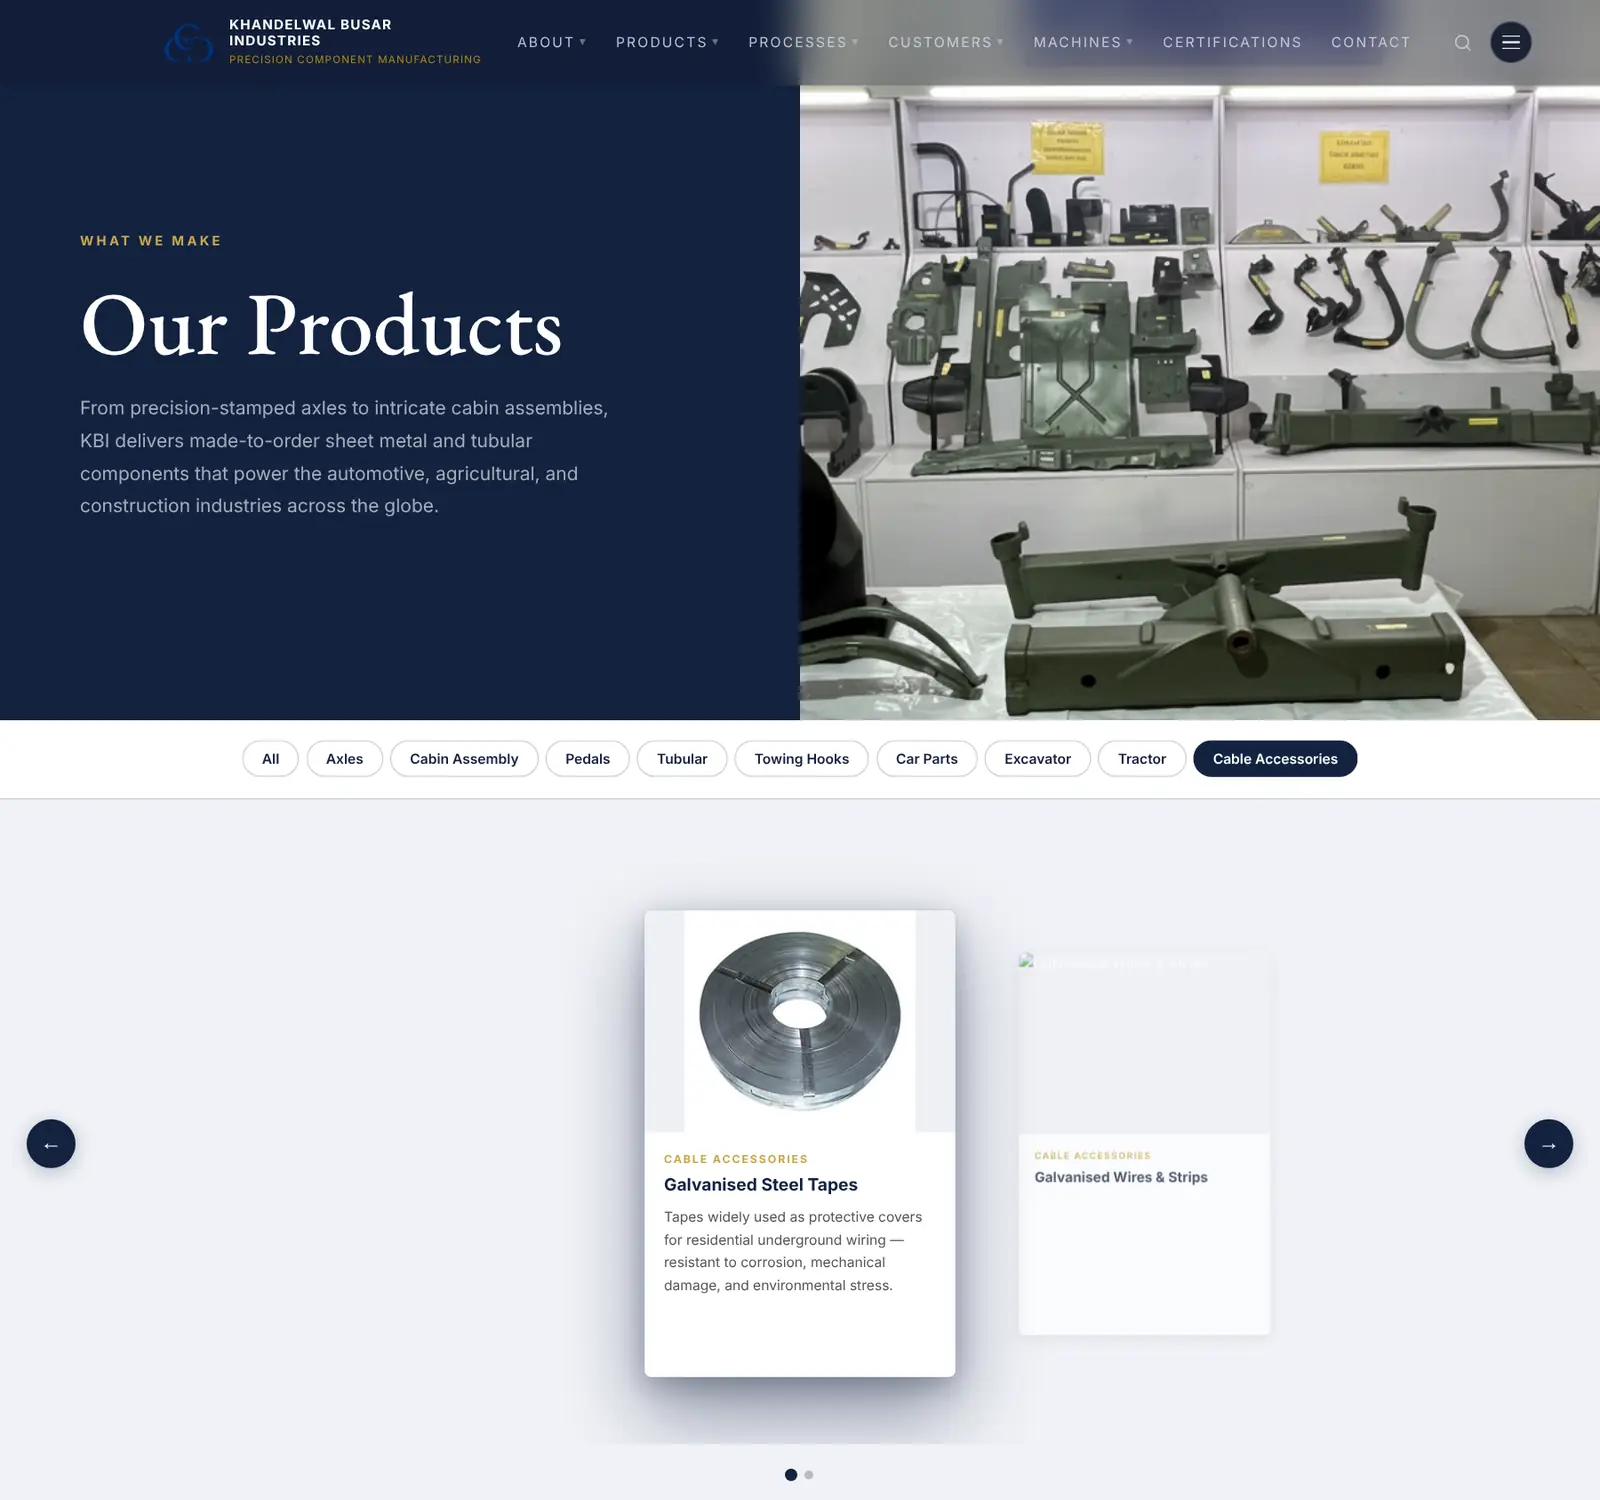 KHANDELWAL BUSAR
INDUSTRIES
PRECISION COMPONENT MANUFACTURING
ABOUT ▾
PRODUCTS ▾
PROCESSES ▾
CUSTOMERS ▾
MACHINES ▾
CERTIFICATIONS
CONTACT
WHAT WE MAKE
Our Products
From precision-stamped axles to intricate cabin assemblies,
KBI delivers made-to-order sheet metal and tubular
components that power the automotive, agricultural, and
construction industries across the globe.
All
Axles
Cabin Assembly
Pedals
Tubular
Towing Hooks
Car Parts
Excavator
Tractor
Cable Accessories
←
→
CABLE ACCESSORIES
Galvanised Steel Tapes
Tapes widely used as protective covers
for residential underground wiring —
resistant to corrosion, mechanical
damage, and environmental stress.
CABLE ACCESSORIES
Galvanised Wires & Strips